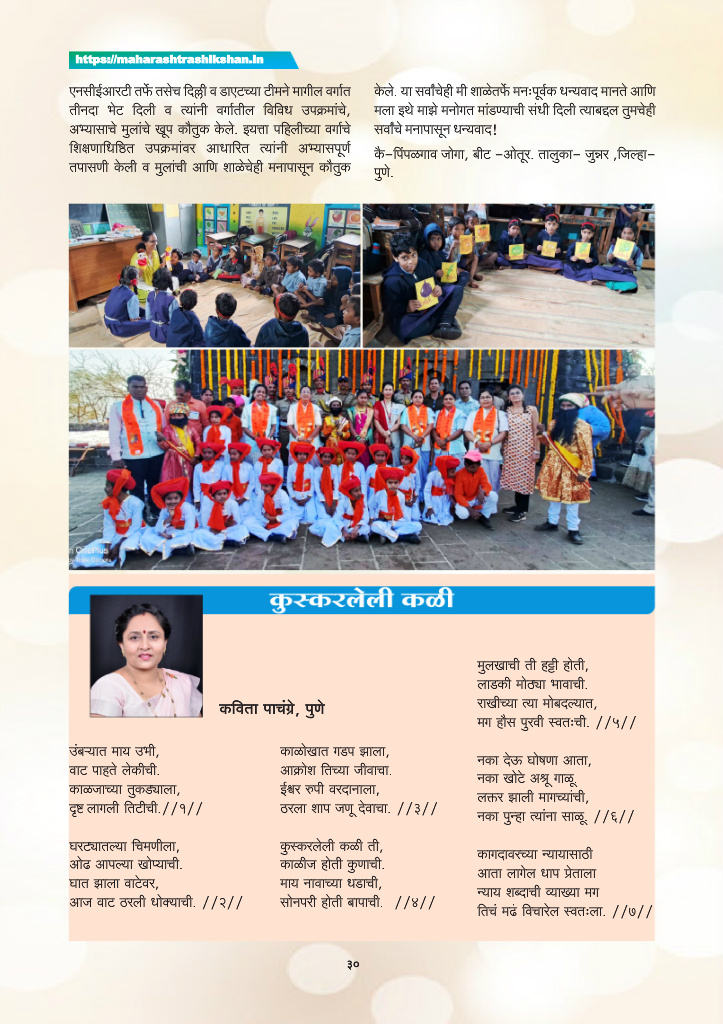 https://maharashtrashikshan.in
एनसीईआरटी तर्फे तसेच दिल्ली व डाएटच्या टीमने मागील वर्गात
तीनदा भेट दिली व त्यांनी वर्गातील विविध उपक्रमांचे,
अभ्यासाचे मुलांचे खूप कौतुक केले. इयत्ता पहिलीच्या वर्गाचे
शिक्षणाधिष्ठित उपक्रमांवर आधारित त्यांनी अभ्यासपूर्ण
तपासणी केली व मुलांची आणि शाळेचेही मनापासून कौतुक
केले. या सर्वांचेही मी शाळेतर्फे मनःपूर्वक धन्यवाद मानते आणि
मला इथे माझे मनोगत मांडण्याची संधी दिली त्याबद्दल तुमचेही
सर्वांचे मनापासून धन्यवाद!
कै–पिंपळगाव जोगा, बीट –ओतूर. तालुका– जुन्नर ,जिल्हा–
पुणे.
कुस्करलेली कळी
कविता पाचंग्रे, पुणे
उंबऱ्यात माय उभी,
वाट पाहते लेकीची.
काळजाच्या तुकड्याला,
दृष्ट लागली तिटीची.//१//
घरट्यातल्या चिमणीला,
ओढ आपल्या खोप्याची.
घात झाला वाटेवर,
आज वाट ठरली धोक्याची. //२//
काळोखात गडप झाला,
आक्रोश तिच्या जीवाचा.
ईश्वर रुपी वरदानाला,
ठरला शाप जणू देवाचा. //३//
कुस्करलेली कळी ती,
काळीज होती कुणाची.
माय नावाच्या धडाची,
सोनपरी होती बापाची. //४//
मुलखाची ती हट्टी होती,
लाडकी मोठ्या भावाची.
राखीच्या त्या मोबदल्यात,
मग हौस पुरवी स्वतःची. //५//
नका देऊ घोषणा आता,
नका खोटे अश्रू गाळू.
लक्तर झाली मागच्यांची,
नका पुन्हा त्यांना साळू. //६//
कागदावरच्या न्यायासाठी
आता लागेल धाप प्रेताला
न्याय शब्दाची व्याख्या मग
तिचं मढं विचारेल स्वतःला. //७//
३०